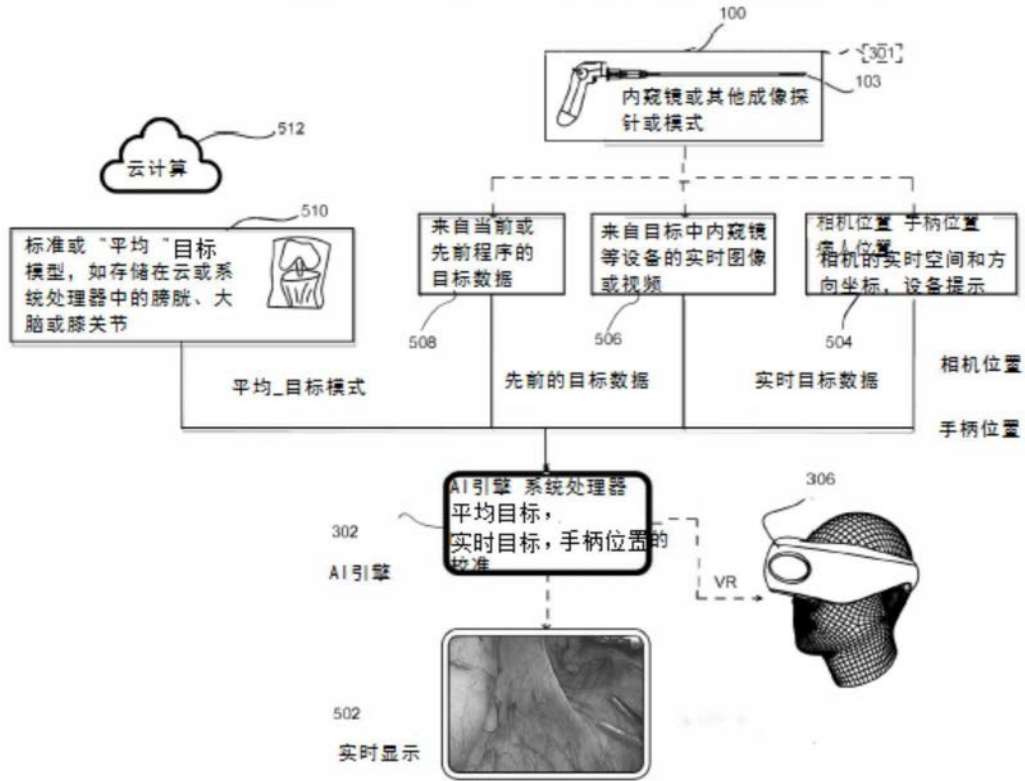 100
[301]
103
内窥镜或其他成像探
针或模式
512
云计算
510
标准或“平均“目标
模型，如存储在云或系
统处理器中的膀胱、大
脑或膝关节
来自当前或
先前程序的
目标数据
508
来自目标中内窥镜
等设备的实时图像
或视频
506
相机位置 手柄位置
病人位置
相机的实时空间和方
向坐标，设备提示
504
平均_目标模式
先前的目标数据
实时目标数据
相机位置
手柄位置
AI引擎 系统处理器
平均目标，
实时目标，手柄位置的
校准
302
AI引擎
306
VR
502
实时显示